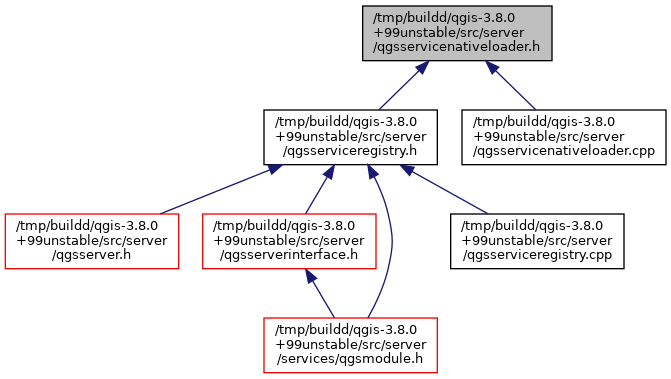 /tmp/buildd/qgis-3.8.0
+99unstable/src/server
/qgsservicenativeloader.h
/tmp/buildd/qgis-3.8.0
+99unstable/src/server
/qgsserviceregistry.h
/tmp/buildd/qgis-3.8.0
+99unstable/src/server
/qgsservicenativeloader.cpp
/tmp/buildd/qgis-3.8.0
+99unstable/src/server
/qgsserver.h
/tmp/buildd/qgis-3.8.0
+99unstable/src/server
/qgsserverinterface.h
/tmp/buildd/qgis-3.8.0
+99unstable/src/server
/qgsserviceregistry.cpp
/tmp/buildd/qgis-3.8.0
+99unstable/src/server
/services/qgsmodule.h